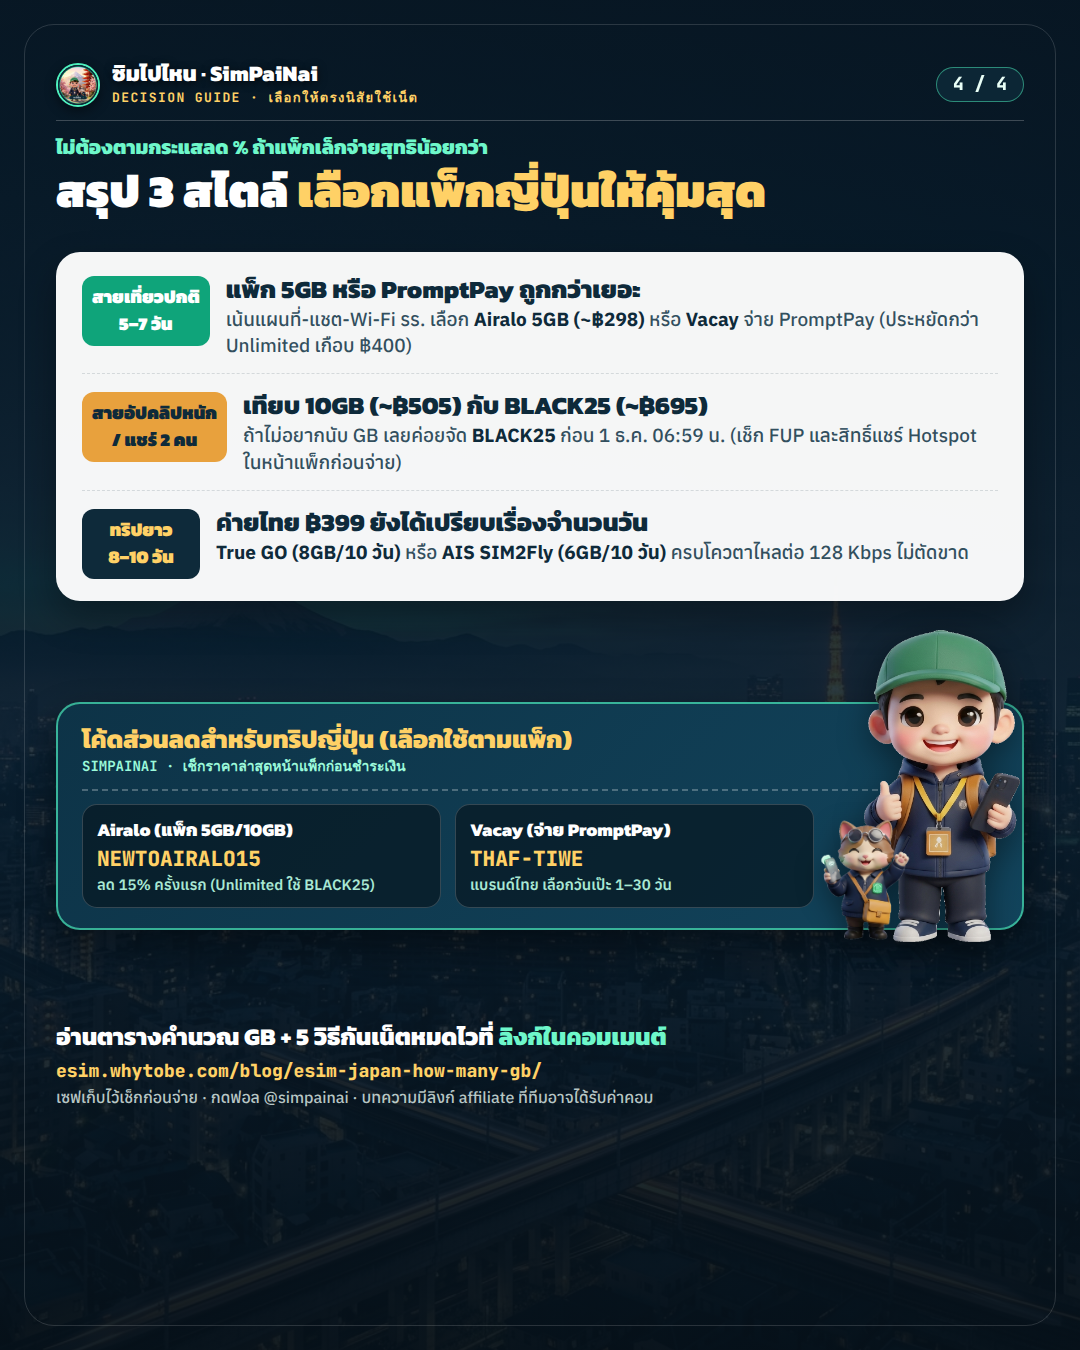 ซิมไปไหน · SimPaiNai
DECISION GUIDE · เลือกให้ตรงนิสัยใช้เน็ต
4 / 4
ไม่ต้องตามกระแสลด % ถ้าแพ็กเล็กจ่ายสุทธิน้อยกว่า
สรุป 3 สไตล์ เลือกแพ็กญี่ปุ่นให้คุ้มสุด
สายเที่ยวปกติ
5–7 วัน
แพ็ก 5GB หรือ PromptPay ถูกกว่าเยอะ
เน้นแผนที่-แชต-Wi-Fi รร. เลือก Airalo 5GB (~฿298) หรือ Vacay จ่าย PromptPay (ประหยัดกว่า
Unlimited เกือบ ฿400)
สายอัปคลิปหนัก
/ แชร์ 2 คน
เทียบ 10GB (~฿505) กับ BLACK25 (~฿695)
ถ้าไม่อยากนับ GB เลยค่อยจัด BLACK25 ก่อน 1 ธ.ค. 06:59 น. (เช็ก FUP และสิทธิ์แชร์ Hotspot
ในหน้าแพ็กก่อนจ่าย)
ทริปยาว
8–10 วัน
ค่ายไทย ฿399 ยังได้เปรียบเรื่องจำนวนวัน
True GO (8GB/10 วัน) หรือ AIS SIM2Fly (6GB/10 วัน) ครบโควตาไหลต่อ 128 Kbps ไม่ตัดขาด
โค้ดส่วนลดสำหรับทริปญี่ปุ่น (เลือกใช้ตามแพ็ก)
SIMPAINAI · เช็กราคาล่าสุดหน้าแพ็กก่อนชำระเงิน
Airalo (แพ็ก 5GB/10GB)
NEWTOAIRALO15
ลด 15% ครั้งแรก (Unlimited ใช้ BLACK25)
Vacay (จ่าย PromptPay)
THAF-TIWE
แบรนด์ไทย เลือกวันเป๊ะ 1–30 วัน
อ่านตารางคำนวณ GB + 5 วิธีกันเน็ตหมดไวที่ ลิงก์ในคอมเมนต์
esim.whytobe.com/blog/esim-japan-how-many-gb/
เซฟเก็บไว้เช็กก่อนจ่าย · กดฟอล @simpainai · บทความมีลิงก์ affiliate ที่ทีมอาจได้รับค่าคอม